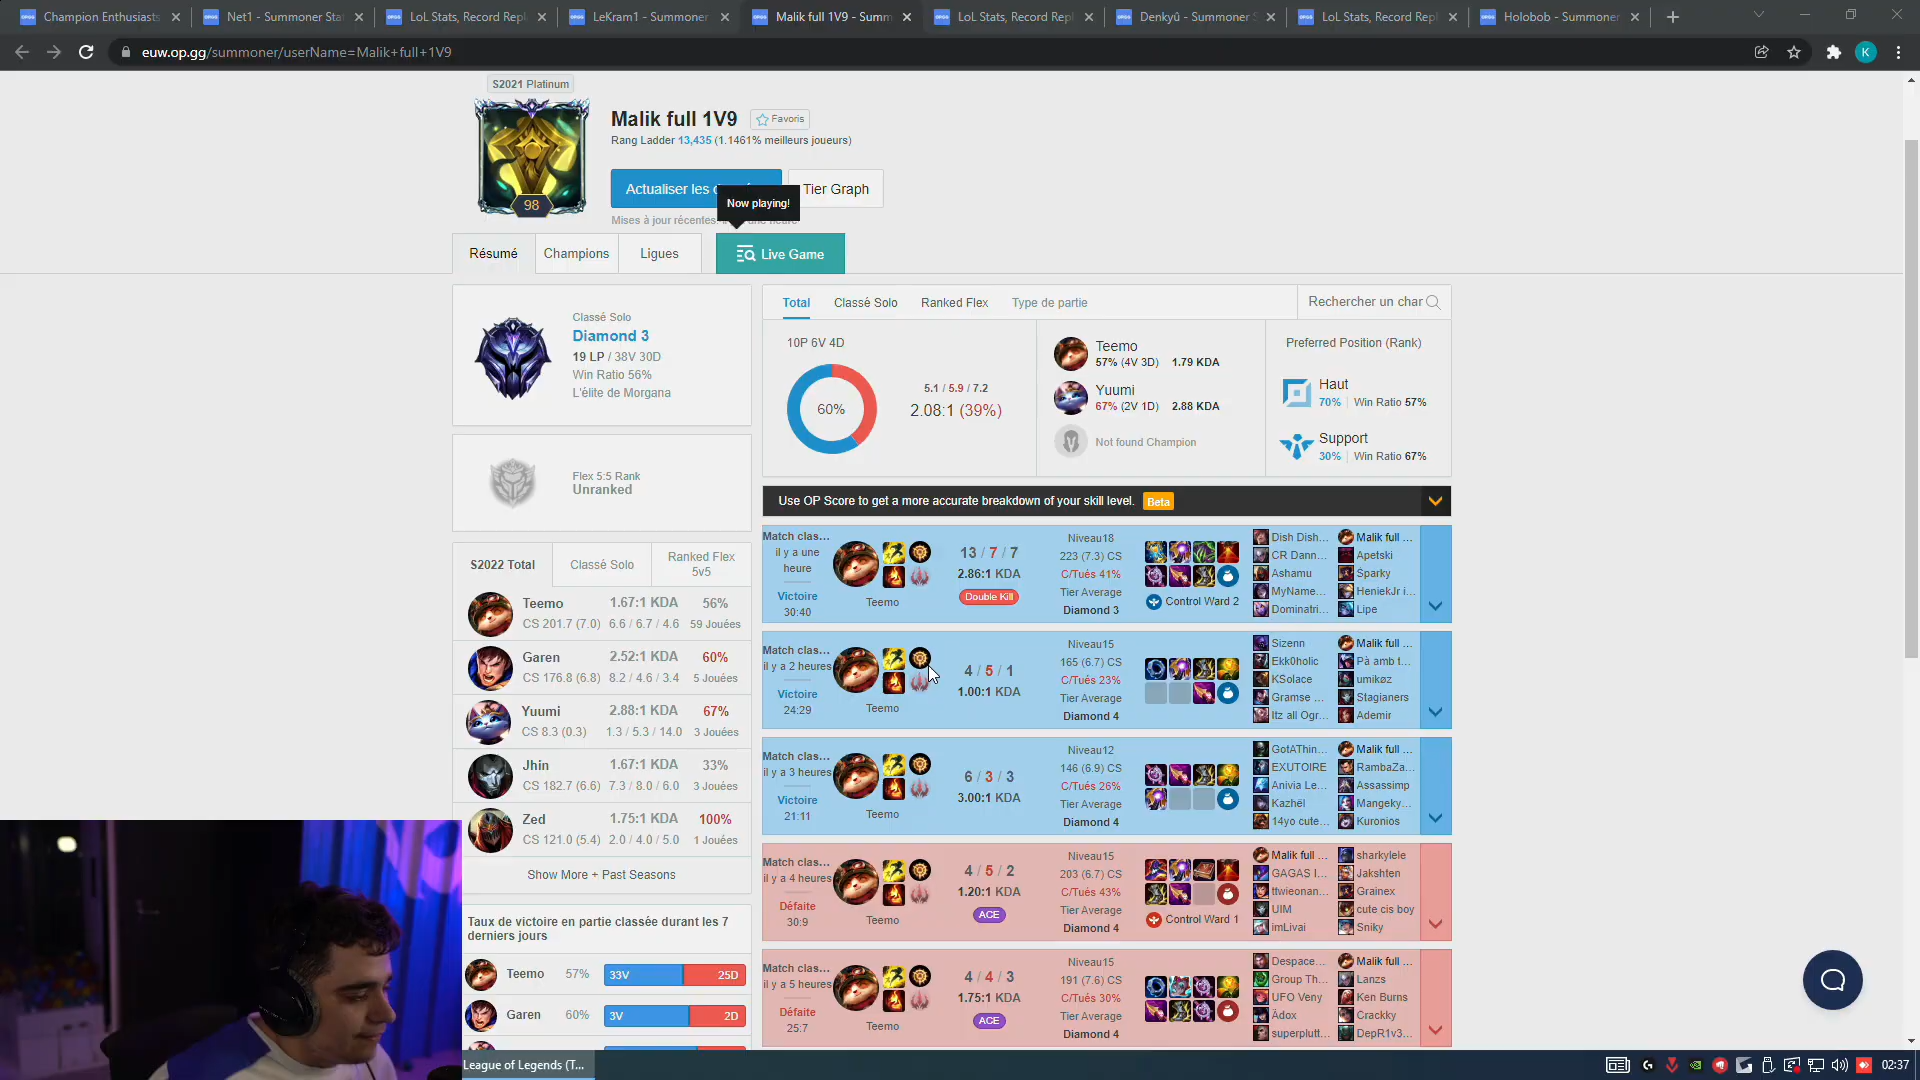 Champion Enthusiasts
Net1 - Summoner Sta
LoL Stats, Record Repl
LeKram1 - Summoner
Malik full 1V9 - Summ
LoL Stats, Record Repl
Denkyû - Summoner S
LoL Stats, Record Repl
Holobob - Summoner
euw.op.gg/summoner/userName=Malik+full+1V9
K
S2021 Platinum
98
Malik full 1V9
Favoris
Rang Ladder 13,435 (1.1461% meilleurs joueurs)
Actualiser les
Tier Graph
Now playing!
Mises à jour récentes:
Résumé
Champions
Ligues
Live Game
Classé Solo
Diamond 3
19 LP / 38V 30D
Win Ratio 56%
L'élite de Morgana
Flex 5:5 Rank
Unranked
S2022 Total
Classé Solo
Ranked Flex
5v5
Teemo 1.67:1 KDA 56%
CS 201.7 (7.0) 6.6 / 6.7 / 4.6 59 Jouées
Garen 2.52:1 KDA 60%
CS 176.8 (6.8) 8.2 / 4.6 / 3.4 5 Jouées
Yuumi 2.88:1 KDA 67%
CS 8.3 (0.3) 1.3 / 5.3 / 14.0 3 Jouées
Jhin 1.67:1 KDA 33%
CS 182.7 (6.6) 7.3 / 8.0 / 6.0 3 Jouées
Zed 1.75:1 KDA 100%
CS 121.0 (5.4) 2.0 / 4.0 / 5.0 1 Jouées
Show More + Past Seasons
Taux de victoire en partie classée durant les 7
derniers jours
Teemo 57% 33V 25D
Garen 60% 3V 2D
Total
Classé Solo
Ranked Flex
Type de partie
Rechercher un char
10P 6V 4D
60%
5.1 / 5.9 / 7.2
2.08:1 (39%)
Teemo
57% (4V 3D) 1.79 KDA
Yuumi
67% (2V 1D) 2.88 KDA
Not found Champion
Preferred Position (Rank)
Haut
70% | Win Ratio 57%
Support
30% | Win Ratio 67%
Use OP Score to get a more accurate breakdown of your skill level. Beta
Match clas...
il y a une
heure
Victoire
30:40
Teemo
13 / 7 / 7
2.86:1 KDA
Double Kill
Niveau18
223 (7.3) CS
C/Tués 41%
Tier Average
Diamond 3
Control Ward 2
Dish Dish... Malik full ...
CR Dann... Apetski
Ashamu Šparky
MyName... HeniekJr i...
Dominatri... Lipe
Match clas...
il y a 2 heures
Victoire
24:29
Teemo
4 / 5 / 1
1.00:1 KDA
Niveau15
165 (6.7) CS
C/Tués 23%
Tier Average
Diamond 4
Sizenn Malik full ...
Ekk0holic Pà amb t...
KSolace umikøz
Gramse ... Stagianers
Itz all Ogr... Ademir
Match clas...
il y a 3 heures
Victoire
21:11
Teemo
6 / 3 / 3
3.00:1 KDA
Niveau12
146 (6.9) CS
C/Tués 26%
Tier Average
Diamond 4
GotAThin... Malik full ...
EXUTOIRE RambaZa...
Anivia Le... Assassimp
Kazhël Mangeky...
14yo cute... Kuronios
Match clas...
il y a 4 heures
Défaite
30:9
Teemo
4 / 5 / 2
1.20:1 KDA
ACE
Niveau15
203 (6.7) CS
C/Tués 43%
Tier Average
Diamond 4
Control Ward 1
Malik full ... sharkylele
GAGAS I... Jakshten
ttwieonan... Grainex
UIM cute cis boy
imLivai Sniky
Match clas...
il y a 5 heures
Défaite
25:7
Teemo
4 / 4 / 3
1.75:1 KDA
ACE
Niveau15
191 (7.6) CS
C/Tués 30%
Tier Average
Diamond 4
Despace... Malik full ...
Group Th... Lanzs
UFO Veny Ken Burns
Ädox Crackky
superplutt... DepR1v3...
League of Legends (T...
02:37